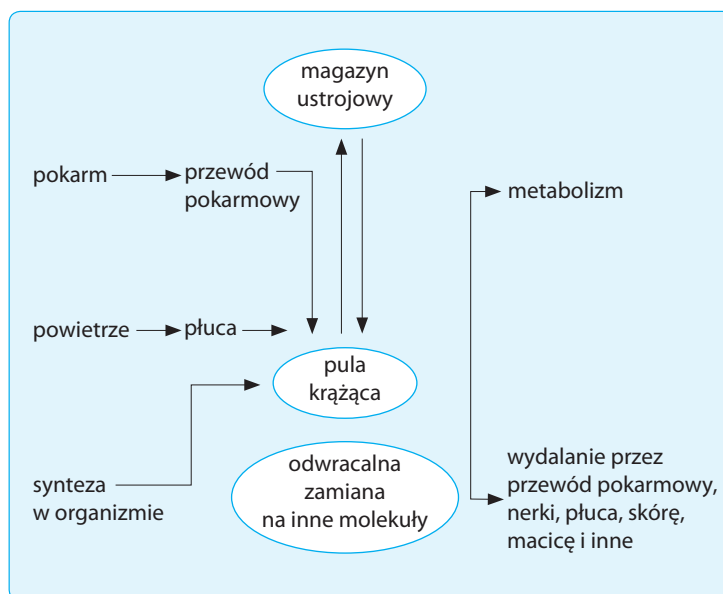 magazyn
ustrojowy
pokarm
przewód
pokarmowy
metabolizm
powietrze
płuca
pula
krążąca
synteza
w organizmie
odwracalna
zamiana
na inne molekuły
wydalanie przez
przewód pokarmowy,
nerki, płuca, skórę,
macicę i inne